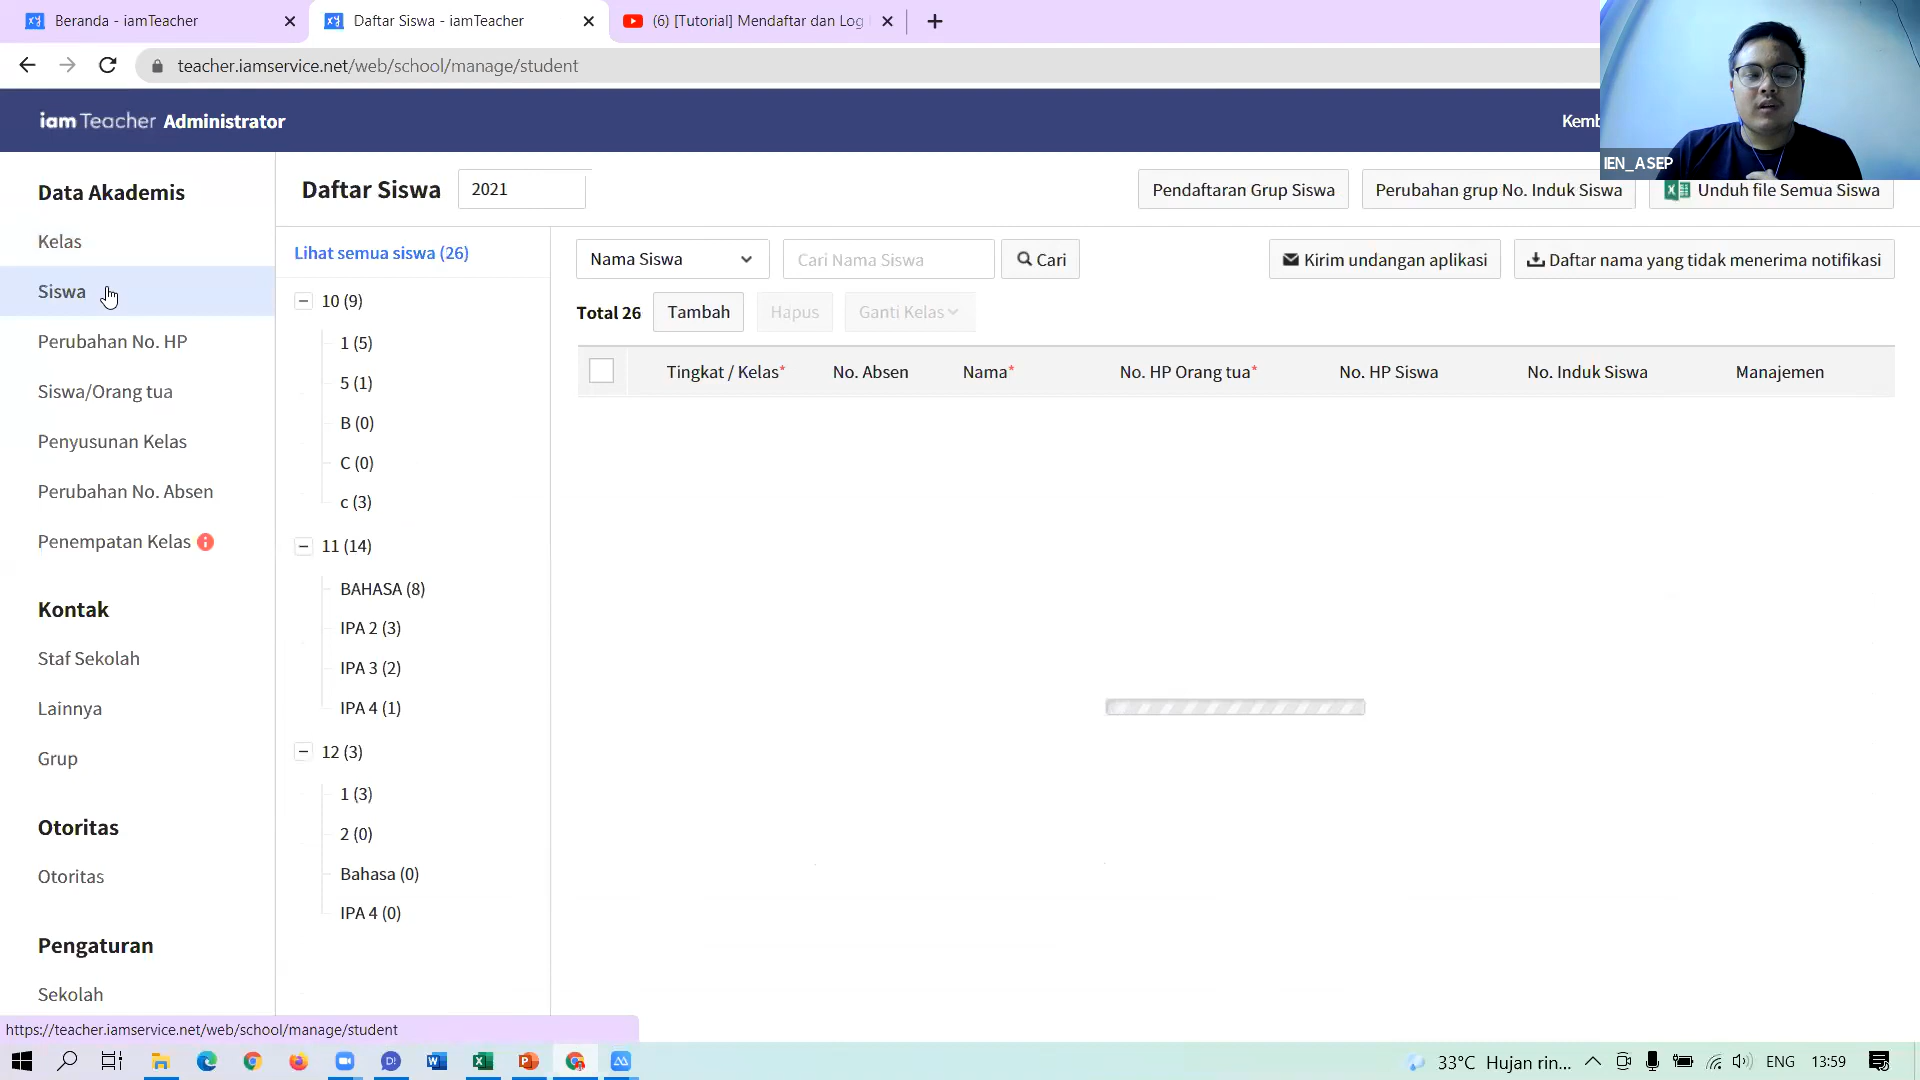 Beranda - iamTeacher
Daftar Siswa - iamTeacher
(6) [Tutorial] Mendaftar dan Log
teacher.iamservice.net/web/school/manage/student
iam Teacher Administrator
Kemb
IEN_ASEP
Data Akademis
Kelas
Siswa
Perubahan No. HP
Siswa/Orang tua
Penyusunan Kelas
Perubahan No. Absen
Penempatan Kelas
Kontak
Staf Sekolah
Lainnya
Grup
Otoritas
Otoritas
Pengaturan
Sekolah
Daftar Siswa 2021
Pendaftaran Grup Siswa
Perubahan grup No. Induk Siswa
Unduh file Semua Siswa
Lihat semua siswa (26)
10 (9)
1 (5)
5 (1)
B (0)
C (0)
c (3)
11 (14)
BAHASA (8)
IPA 2 (3)
IPA 3 (2)
IPA 4 (1)
12 (3)
1 (3)
2 (0)
Bahasa (0)
IPA 4 (0)
Nama Siswa
Cari Nama Siswa
Cari
Kirim undangan aplikasi
Daftar nama yang tidak menerima notifikasi
Total 26
Tambah
Hapus
Ganti Kelas
Tingkat / Kelas*
No. Absen
Nama*
No. HP Orang tua*
No. HP Siswa
No. Induk Siswa
Manajemen
https://teacher.iamservice.net/web/school/manage/student
33°C Hujan rin...
ENG
13:59